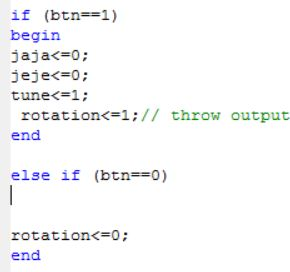 if (btn==1)
begin
jaja<=0;
jeje<=0;
tune<=1;
rotation<=1;// throw output
end
else if (btn==0)
rotation<=0;
end